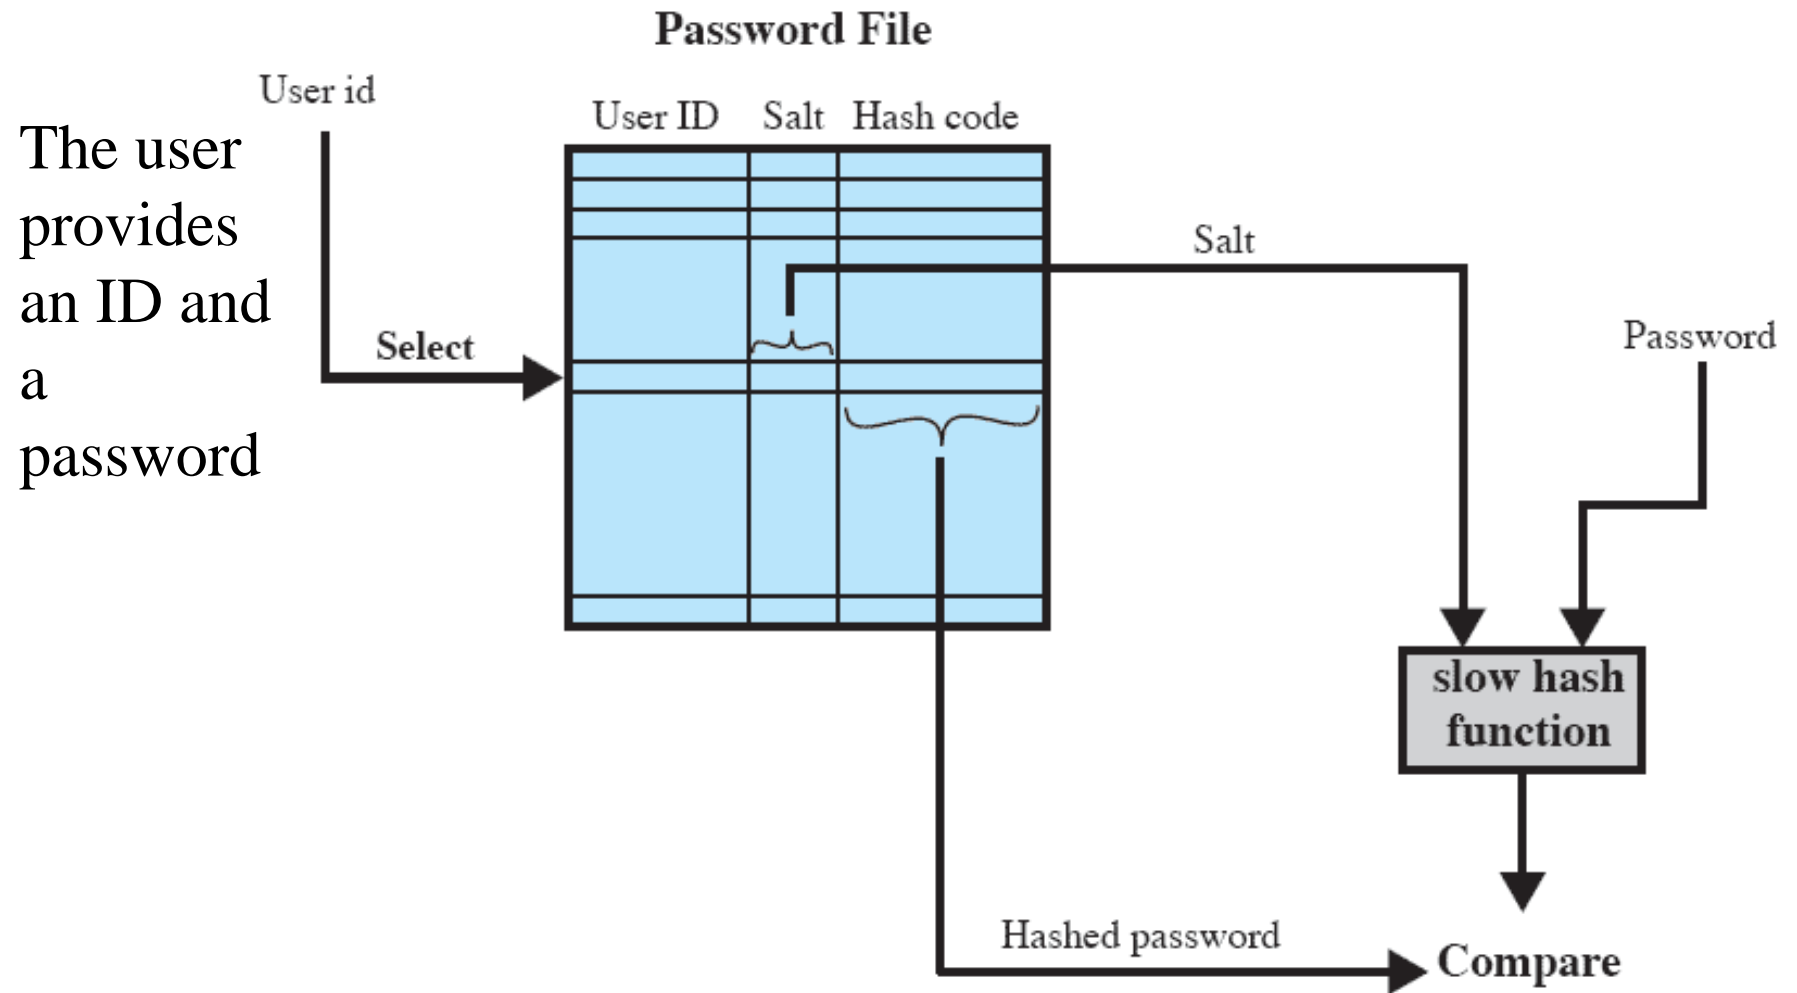 Password File
User id
The user
provides
an ID and
a
password
User ID Salt Hash code
Select
Salt
Password
slow hash
function
Hashed password
Compare